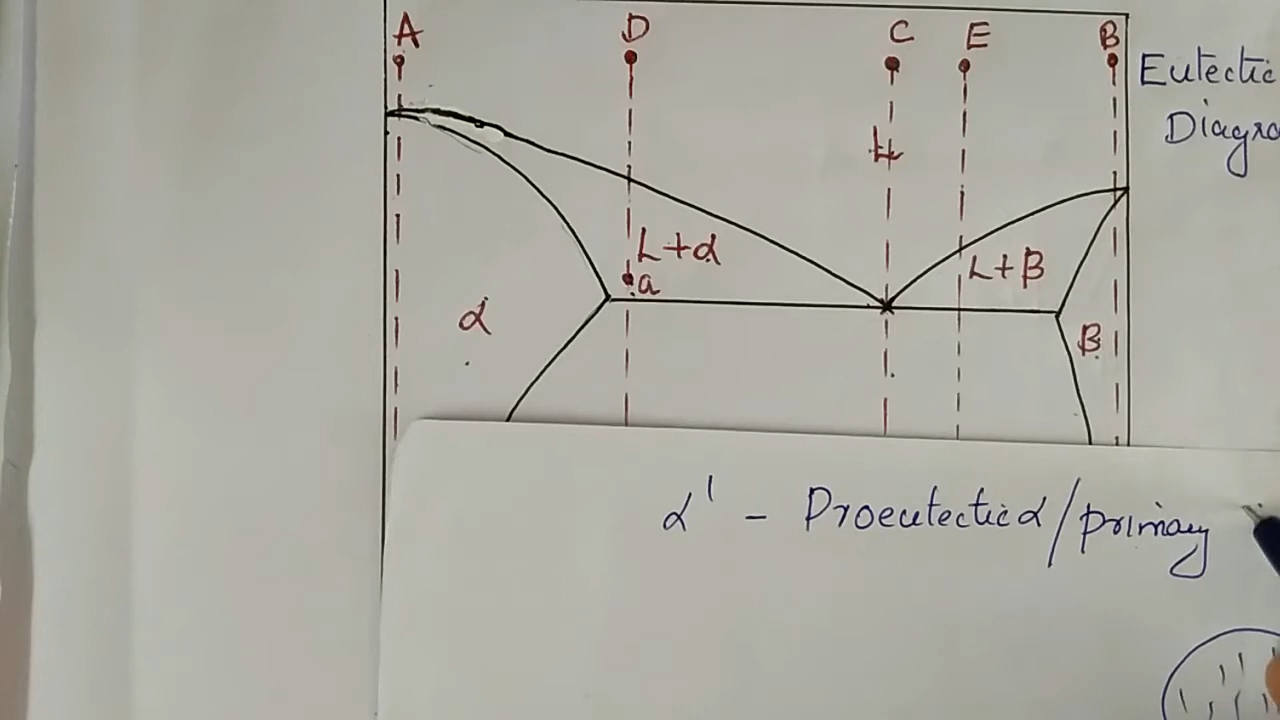 A D C E B
Eutectic
Diagra
L
L+α
L+β
a
α
β
α' - Proeutectic α/primary